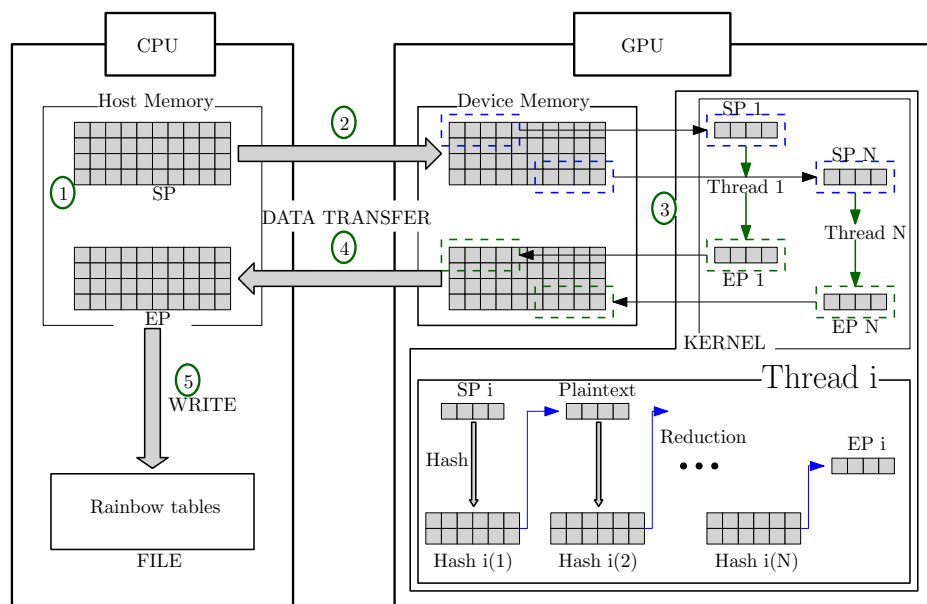 CPU
GPU
Host Memory
Device Memory
SP 1
2
SP N
1
SP
Thread 1
3
DATA TRANSFER
Thread N
4
EP 1
EP
EP N
KERNEL
Thread i
5
WRITE
SP i
Plaintext
Reduction
EP i
Hash
Rainbow tables
FILE
Hash i(1)
Hash i(2)
Hash i(N)